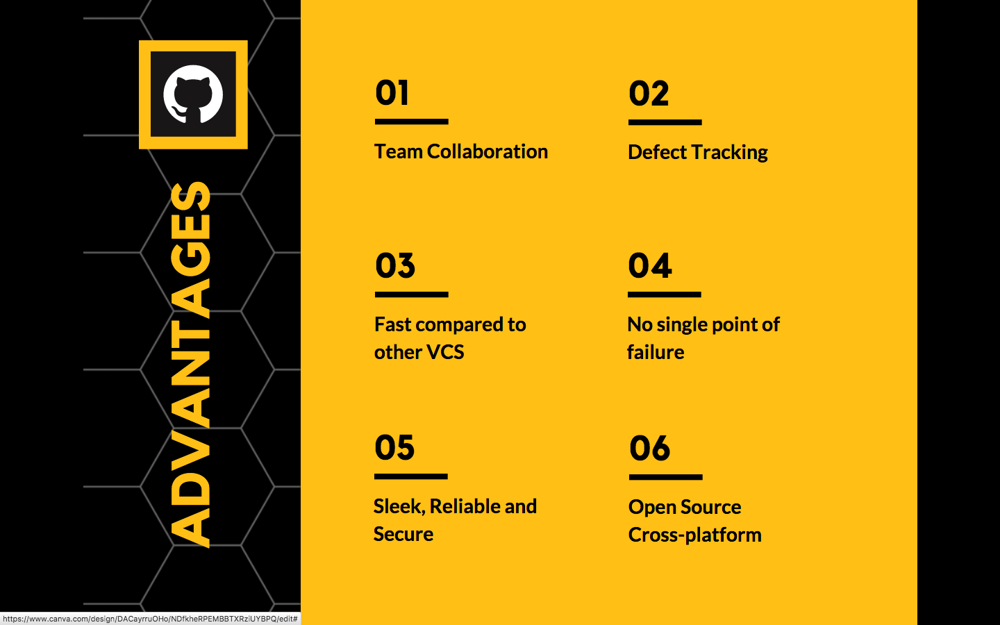 ADVANTAGES
01
Team Collaboration
02
Defect Tracking
03
Fast compared to
other VCS
04
No single point of
failure
05
Sleek, Reliable and
Secure
06
Open Source
Cross-platform
https://www.canva.com/design/DACayrruOHo/NDfkheRPEMBBTXRziUYBPQ/edit#